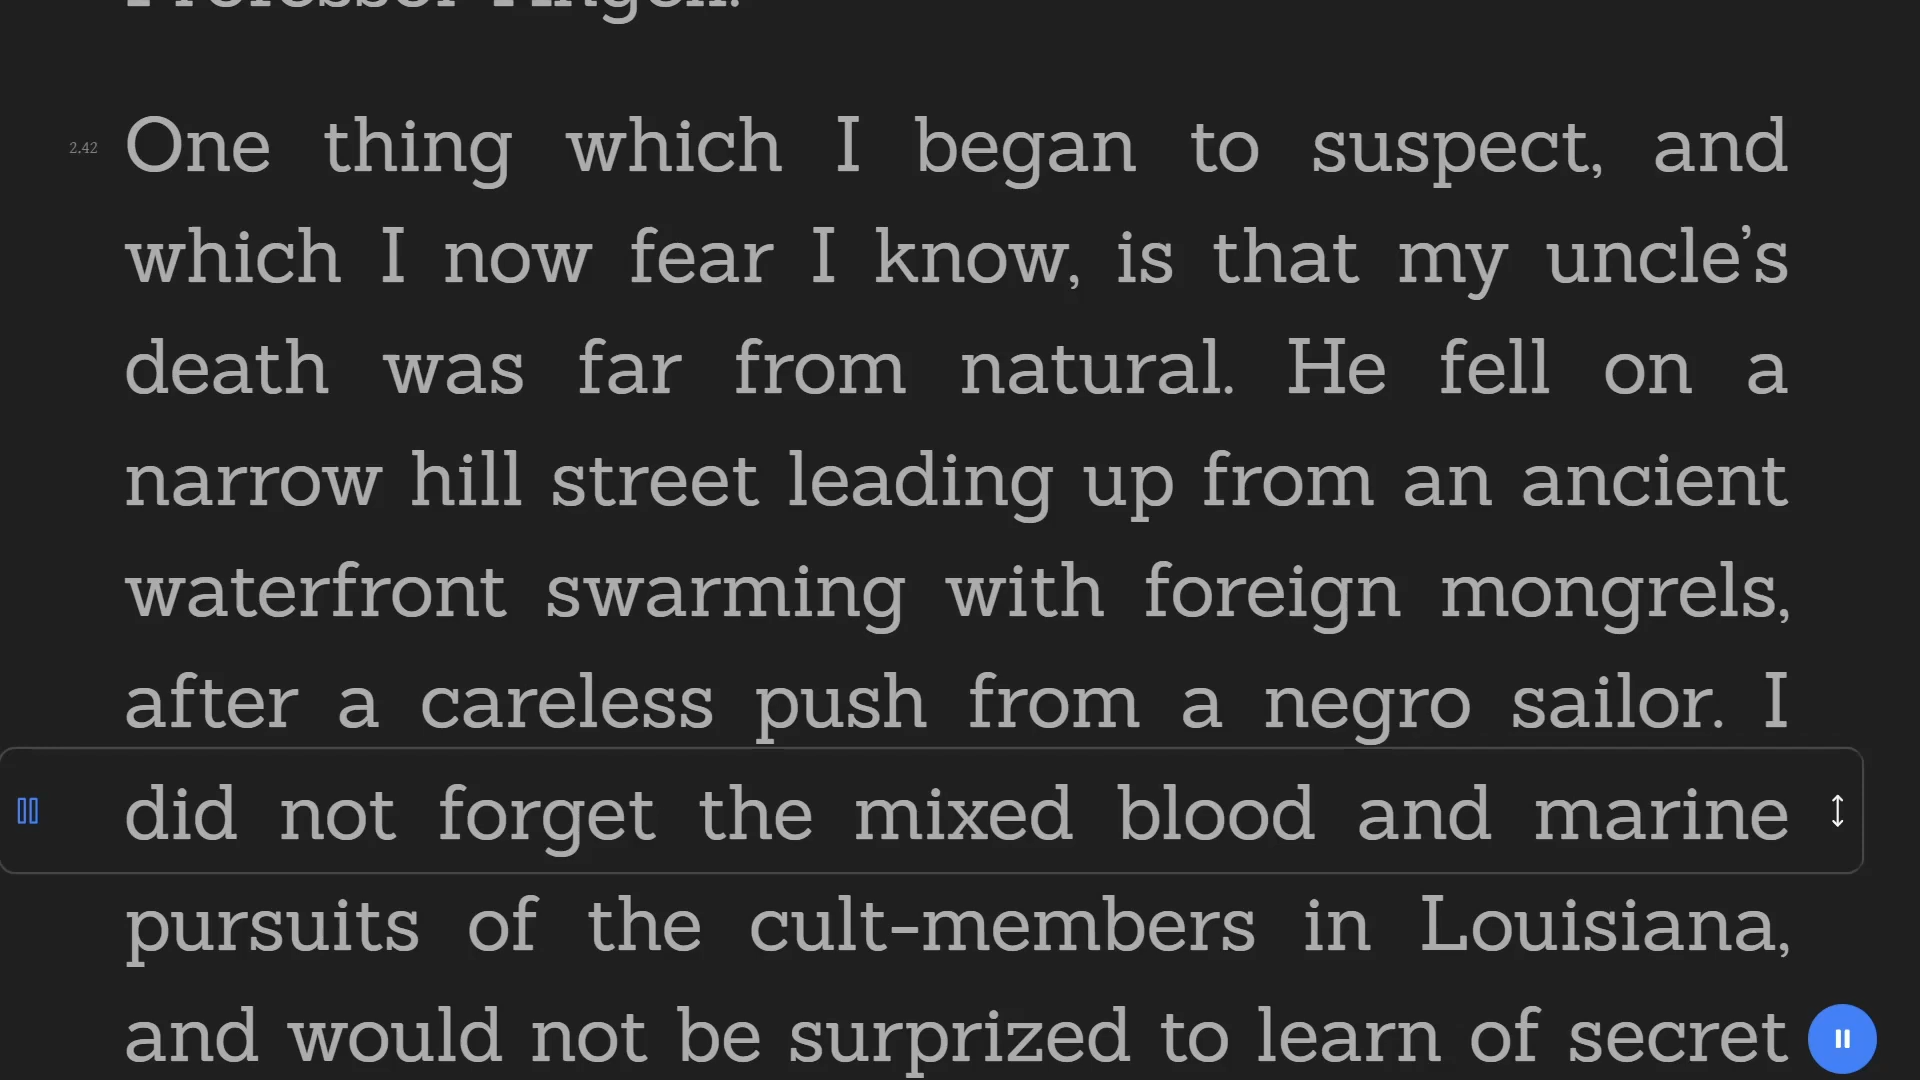 Professor Angell.
2.42
One thing which I began to suspect, and
which I now fear I know, is that my uncle’s
death was far from natural. He fell on a
narrow hill street leading up from an ancient
waterfront swarming with foreign mongrels,
after a careless push from a negro sailor. I
did not forget the mixed blood and marine
pursuits of the cult-members in Louisiana,
and would not be surprized to learn of secret